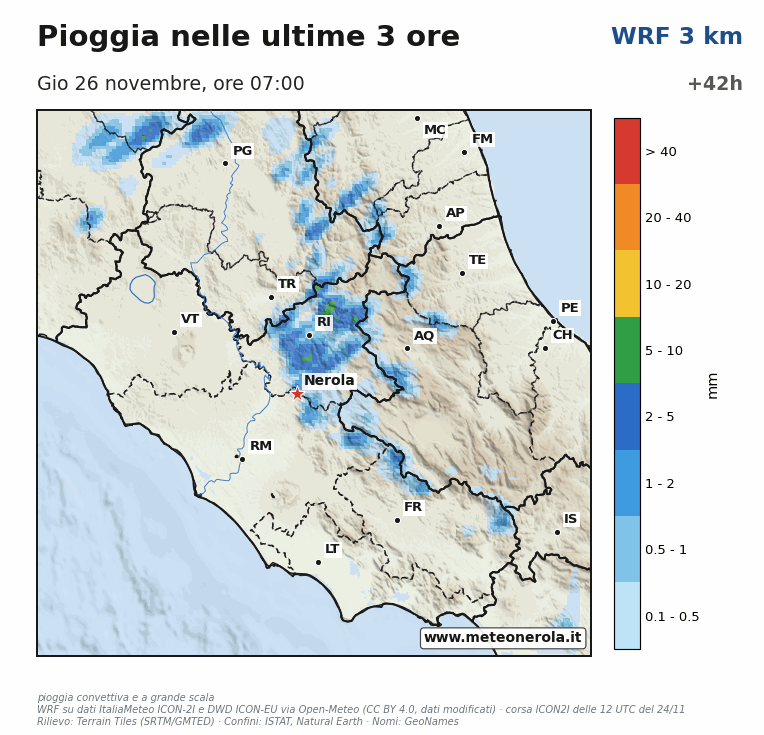 Pioggia nelle ultime 3 ore
WRF 3 km
Gio 26 novembre, ore 07:00
+42h
MC
FM
PG
AP
TE
TR
PE
VT
RI
CH
AQ
Nerola
RM
FR
IS
LT
www.meteonerola.it
> 40
20 - 40
10 - 20
5 - 10
2 - 5
1 - 2
0.5 - 1
0.1 - 0.5
mm
pioggia convettiva e a grande scala
WRF su dati ItaliaMeteo ICON-2I e DWD ICON-EU via Open-Meteo (CC BY 4.0, dati modificati) · corsa ICON2I delle 12 UTC del 24/11
Rilievo: Terrain Tiles (SRTM/GMTED) · Confini: ISTAT, Natural Earth · Nomi: GeoNames